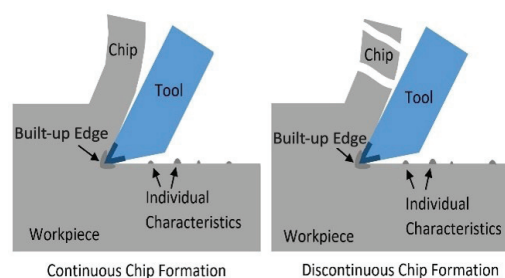 Chip
Tool
Built-up Edge
Individual
Characteristics
Workpiece
Continuous Chip Formation
Chip
Tool
Built-up Edge
Individual
Characteristics
Workpiece
Discontinuous Chip Formation